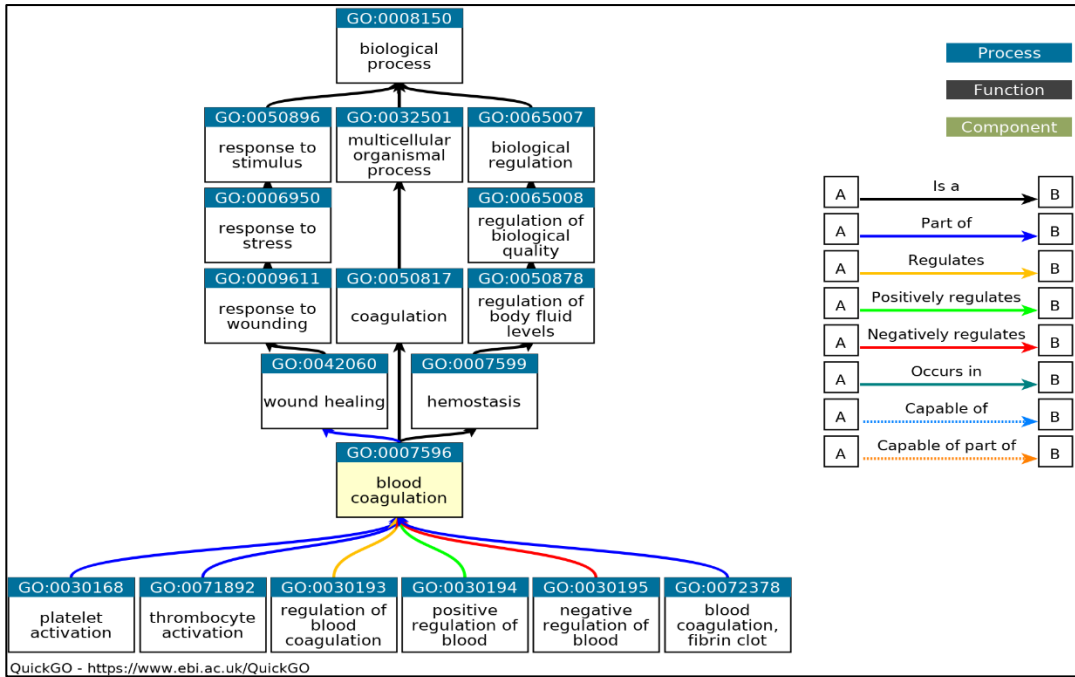 GO:0008150
biological
process
Process
Function
Component
GO:0050896
response to
stimulus
GO:0032501
multicellular
organismal
process
GO:0065007
biological
regulation
GO:0006950
response to
stress
GO:0065008
regulation of
biological
quality
GO:0009611
response to
wounding
GO:0050817
coagulation
GO:0050878
regulation of
body fluid
levels
GO:0042060
wound healing
GO:0007599
hemostasis
GO:0007596
blood
coagulation
GO:0030168
platelet
activation
GO:0071892
thrombocyte
activation
GO:0030193
regulation of
blood
coagulation
GO:0030194
positive
regulation of
blood
GO:0030195
negative
regulation of
blood
GO:0072378
blood
coagulation,
fibrin clot
A Is a B
A Part of B
A Regulates B
A Positively regulates B
A Negatively regulates B
A Occurs in B
A Capable of B
A Capable of part of B
QuickGO - https://www.ebi.ac.uk/QuickGO